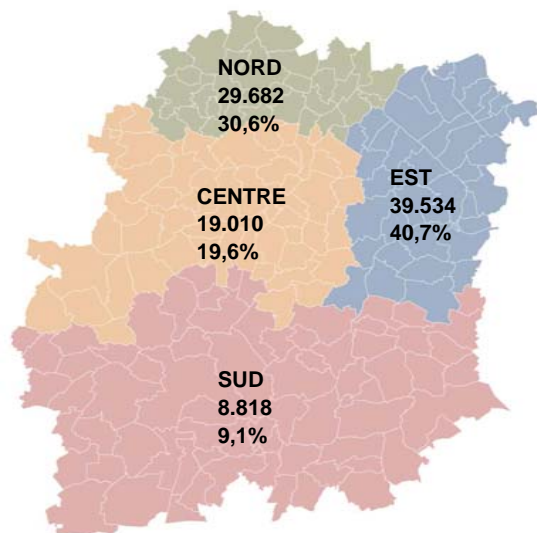 NORD
29.682
30,6%
EST
39.534
40,7%
CENTRE
19.010
19,6%
SUD
8.818
9,1%